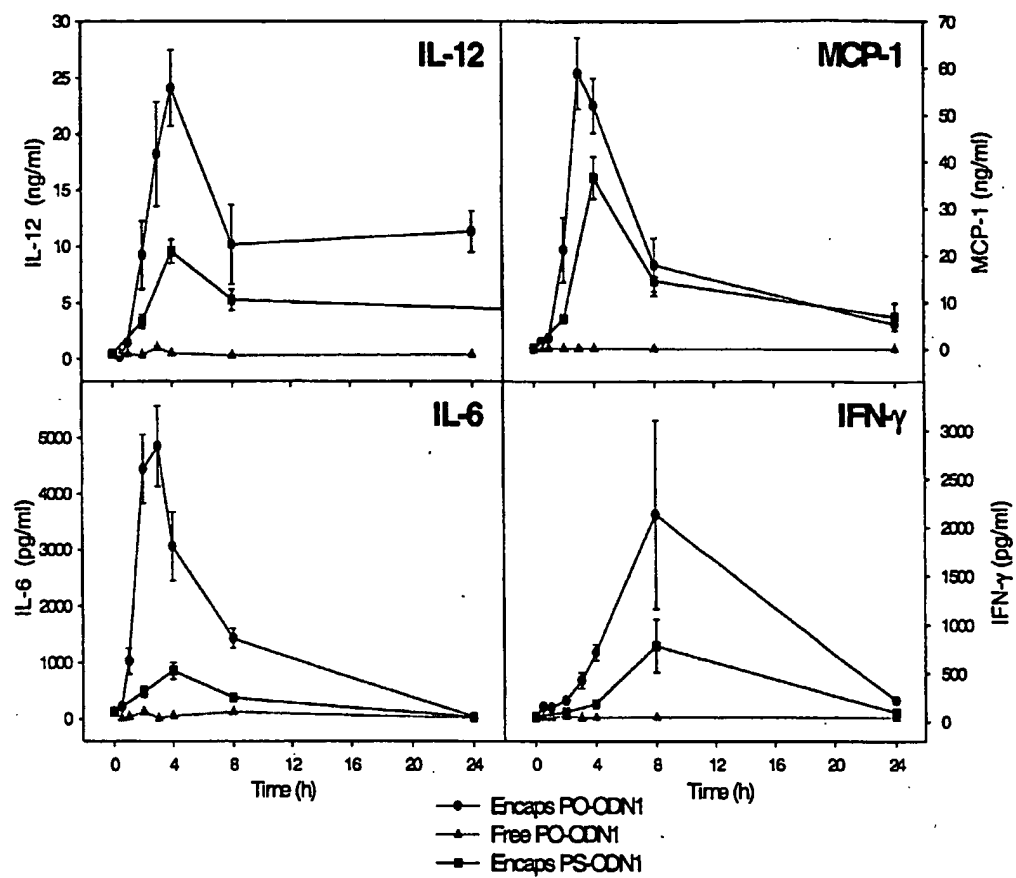 IL-12
MCP-1
30
25
20
15
10
5
0
IL-12 (ng/ml)
70
60
50
40
30
20
10
0
MCP-1 (ng/ml)
IL-6
IFN-γ
5000
4000
3000
2000
1000
0
IL-6 (pg/ml)
3000
2500
2000
1500
1000
500
0
IFN-γ (pg/ml)
0 4 8 12 16 20 24
Time (h)
0 4 8 12 16 20 24
Time (h)
Encaps PO-ODN1
Free PO-ODN1
Encaps PS-ODN1